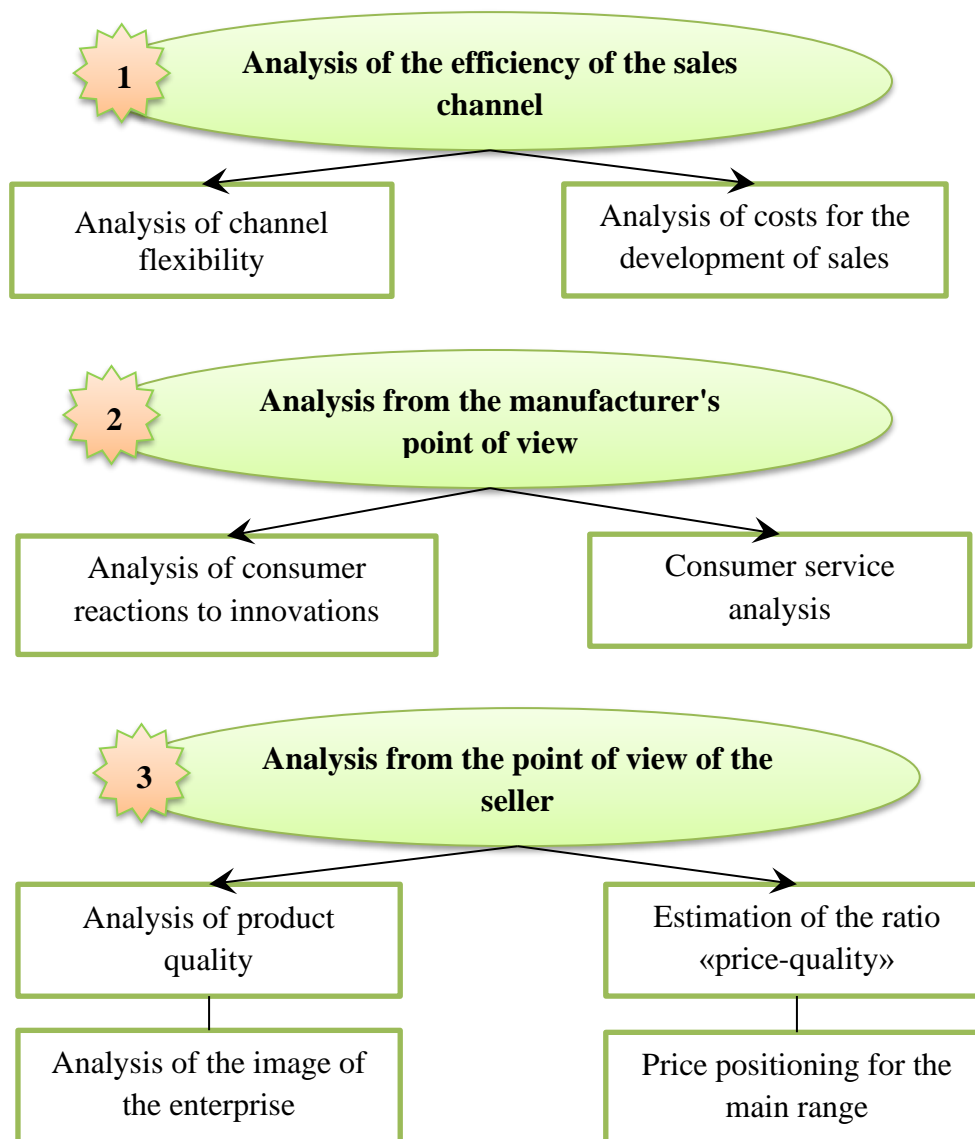 1
Analysis of the efficiency of the sales
channel
Analysis of channel
flexibility
Analysis of costs for the
development of sales
2
Analysis from the manufacturer's
point of view
Analysis of consumer
reactions to innovations
Consumer service
analysis
3
Analysis from the point of view of the
seller
Analysis of product
quality
Estimation of the ratio
«price-quality»
Analysis of the image of
the enterprise
Price positioning for the
main range